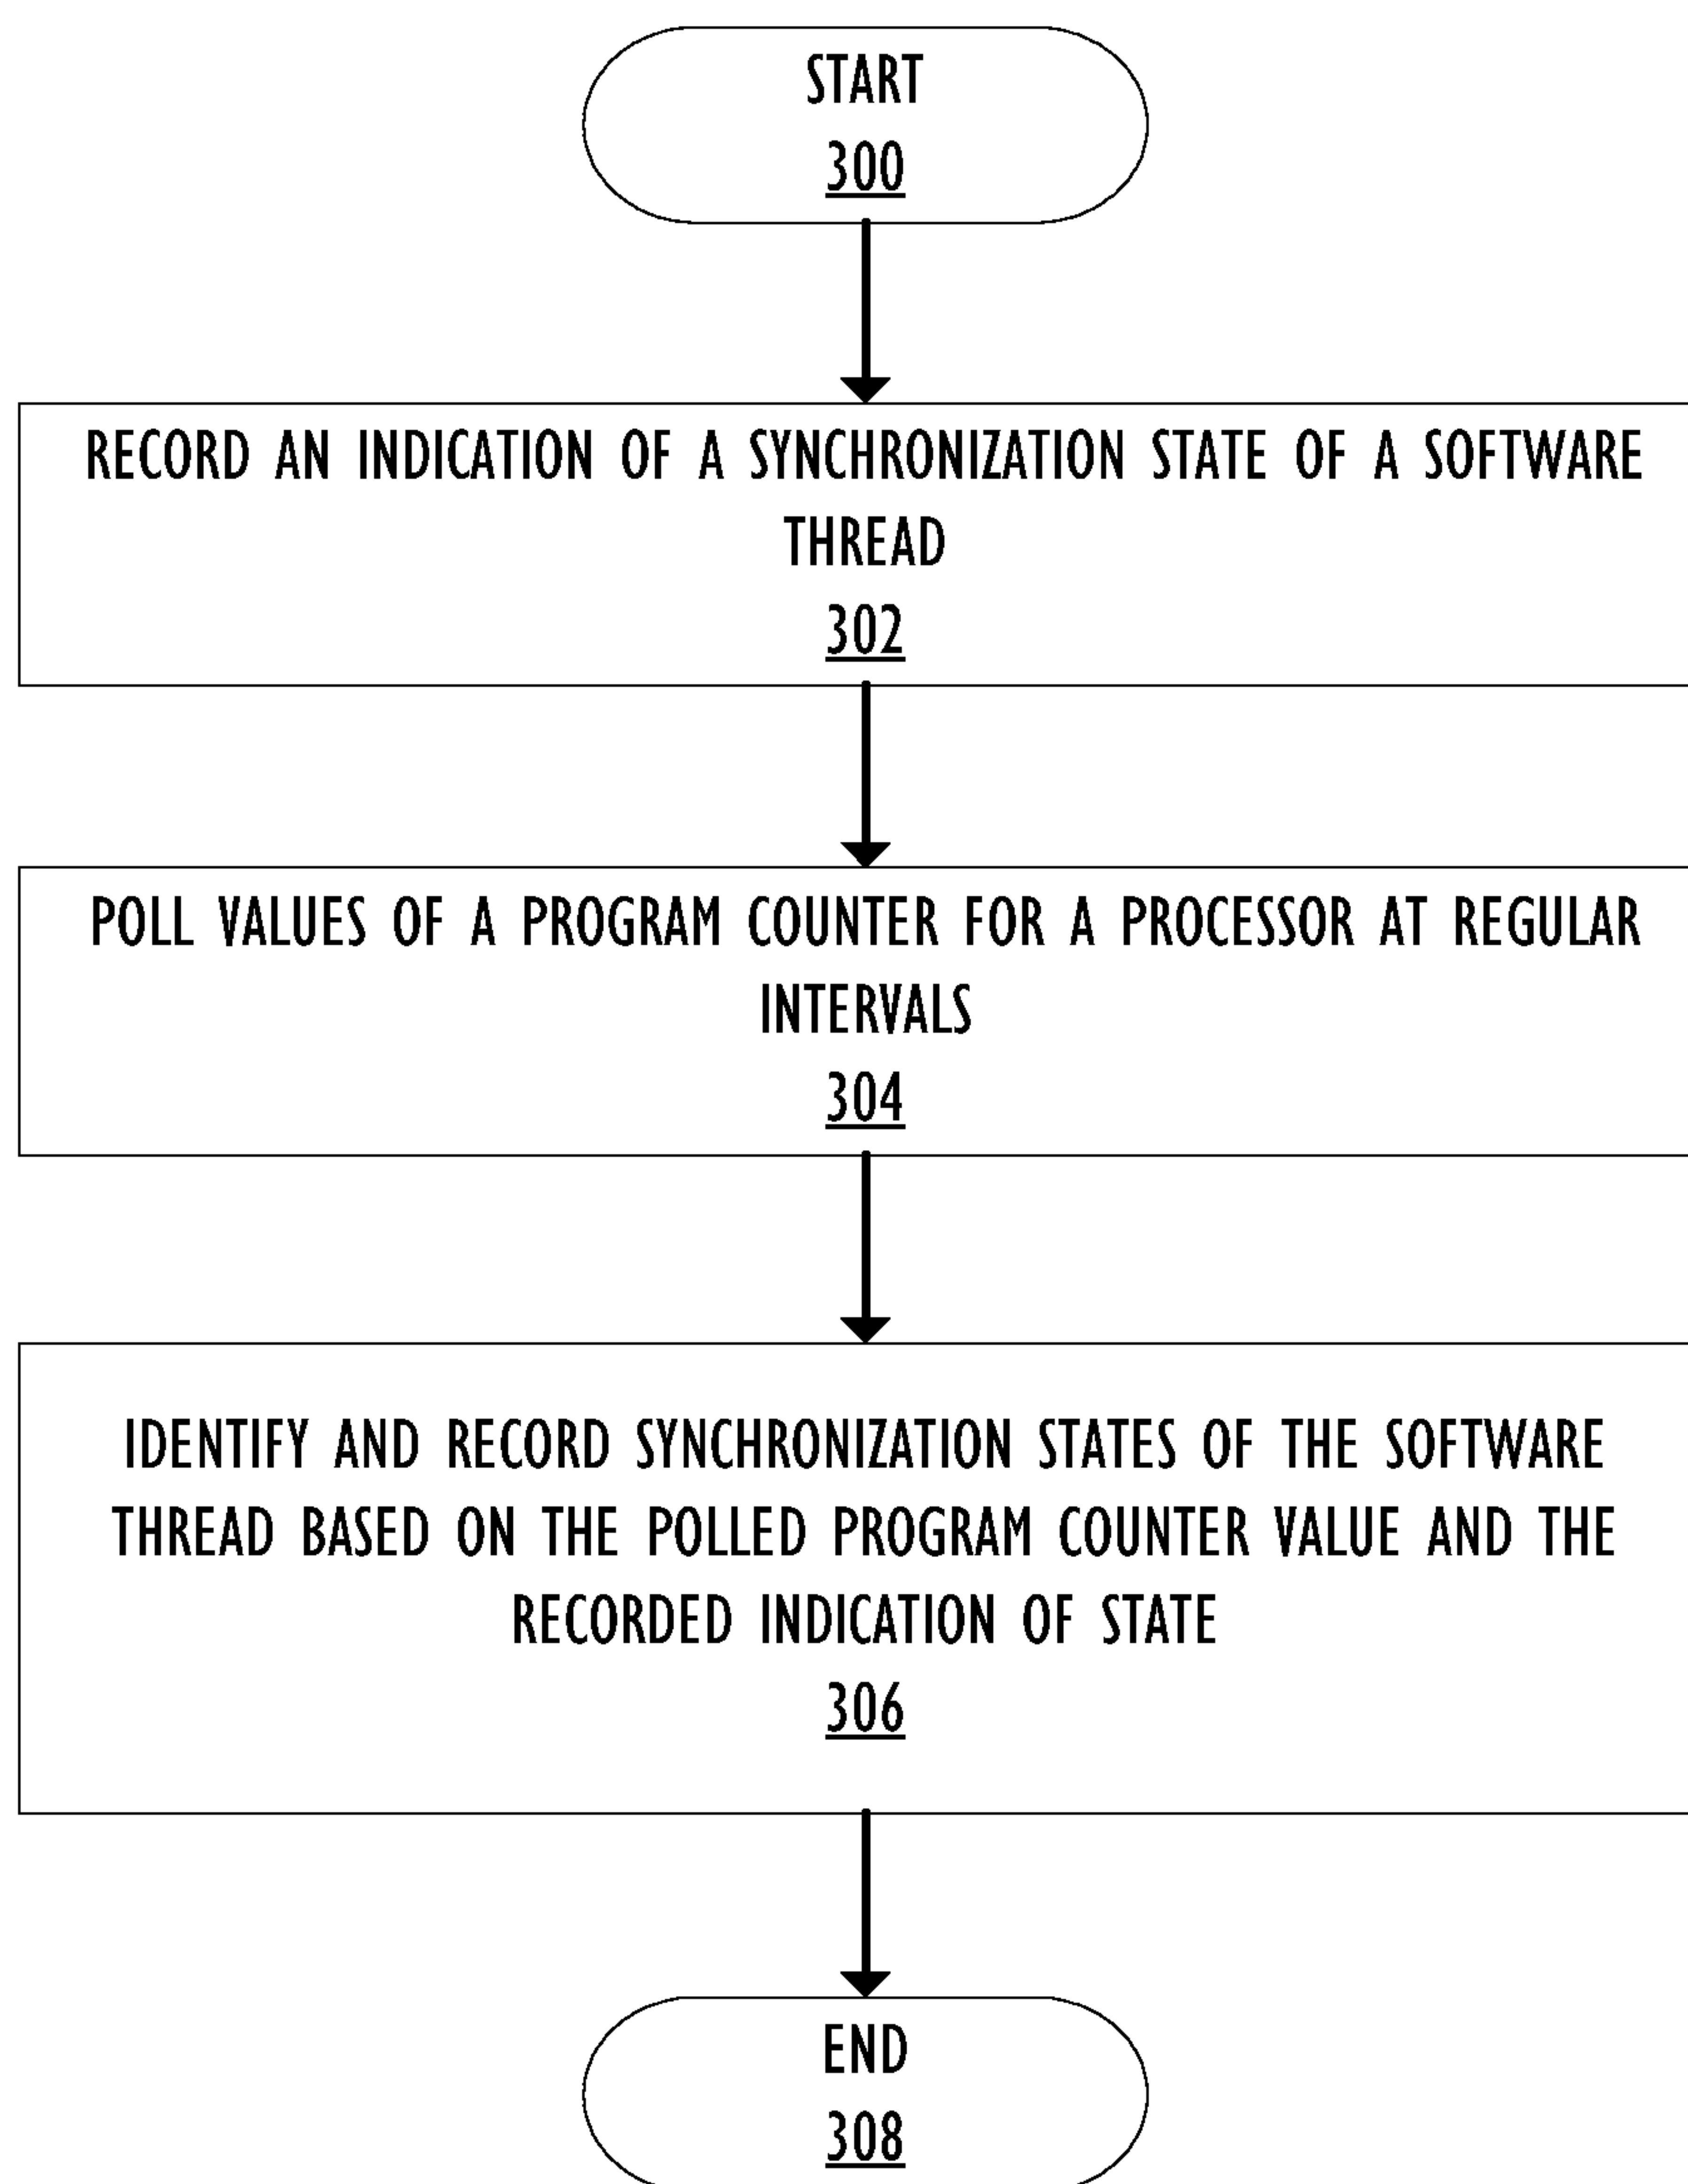 START
300
RECORD AN INDICATION OF A SYNCHRONIZATION STATE OF A SOFTWARE
THREAD
302
POLL VALUES OF A PROGRAM COUNTER FOR A PROCESSOR AT REGULAR
INTERVALS
304
IDENTIFY AND RECORD SYNCHRONIZATION STATES OF THE SOFTWARE
THREAD BASED ON THE POLLED PROGRAM COUNTER VALUE AND THE
RECORDED INDICATION OF STATE
306
END
308